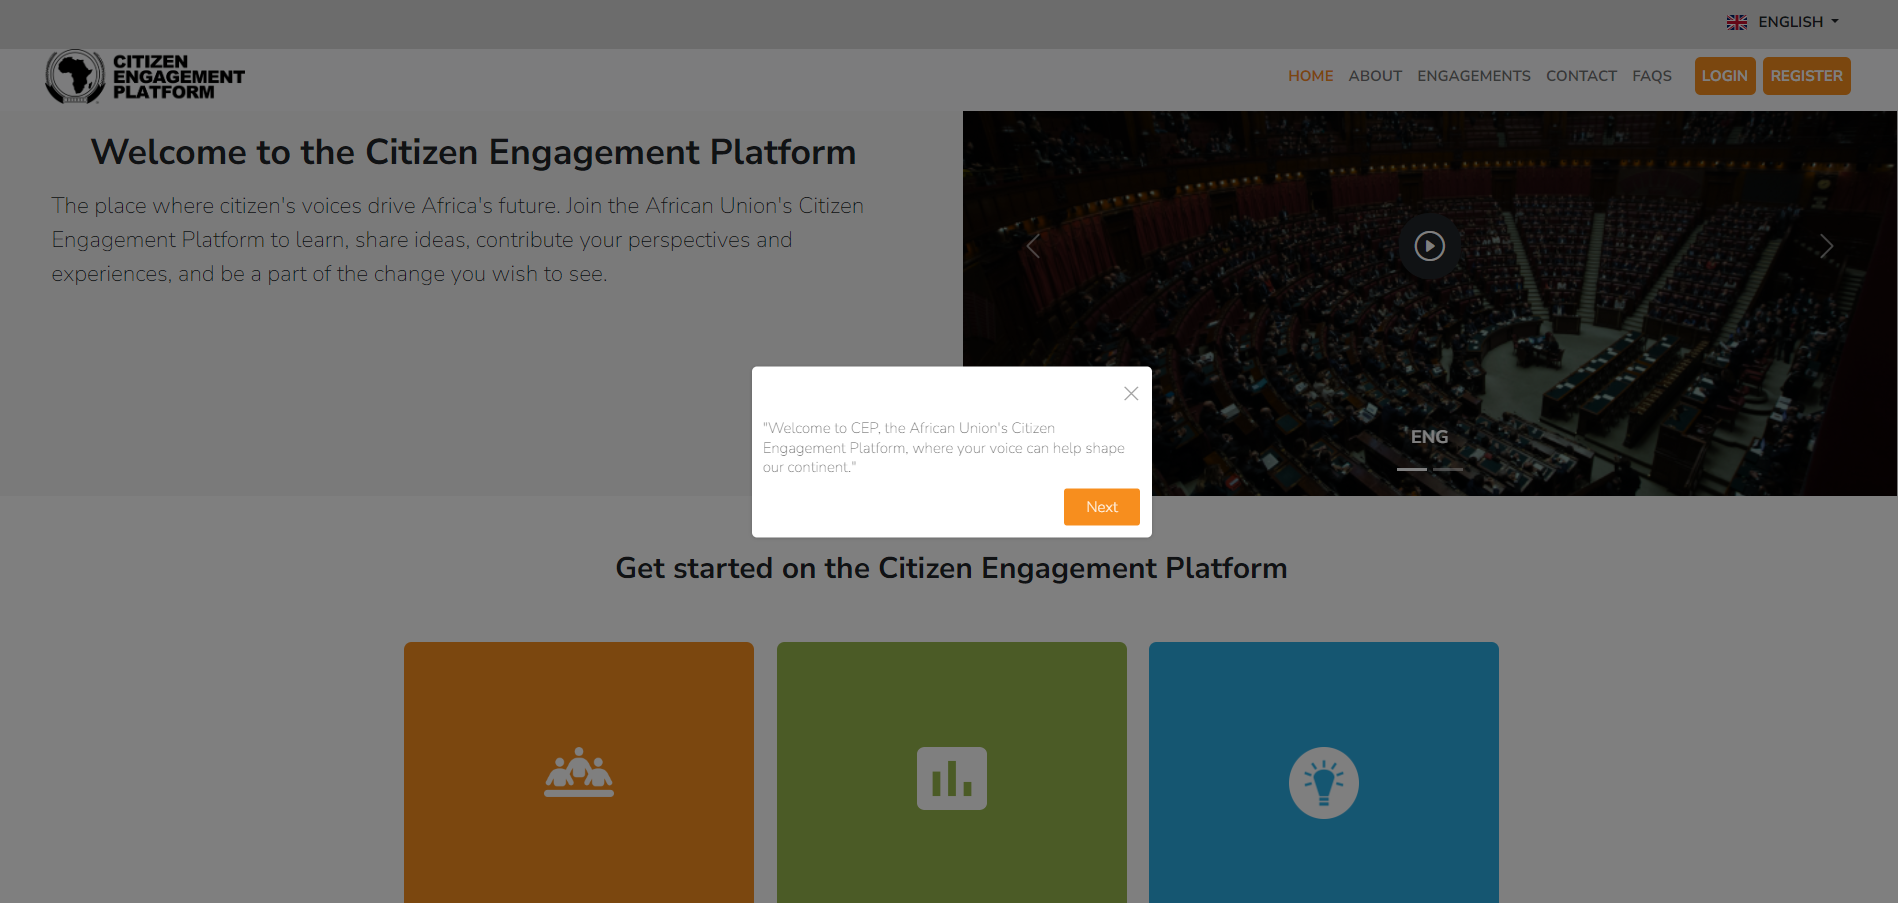 ENGLISH
CITIZEN
ENGAGEMENT
PLATFORM
HOME ABOUT ENGAGEMENTS CONTACT FAQS LOGIN REGISTER
Welcome to the Citizen Engagement Platform
The place where citizen's voices drive Africa's future. Join the African Union's Citizen
Engagement Platform to learn, share ideas, contribute your perspectives and
experiences, and be a part of the change you wish to see.
ENG
"Welcome to CEP, the African Union's Citizen
Engagement Platform, where your voice can help shape
our continent."
Next
Get started on the Citizen Engagement Platform